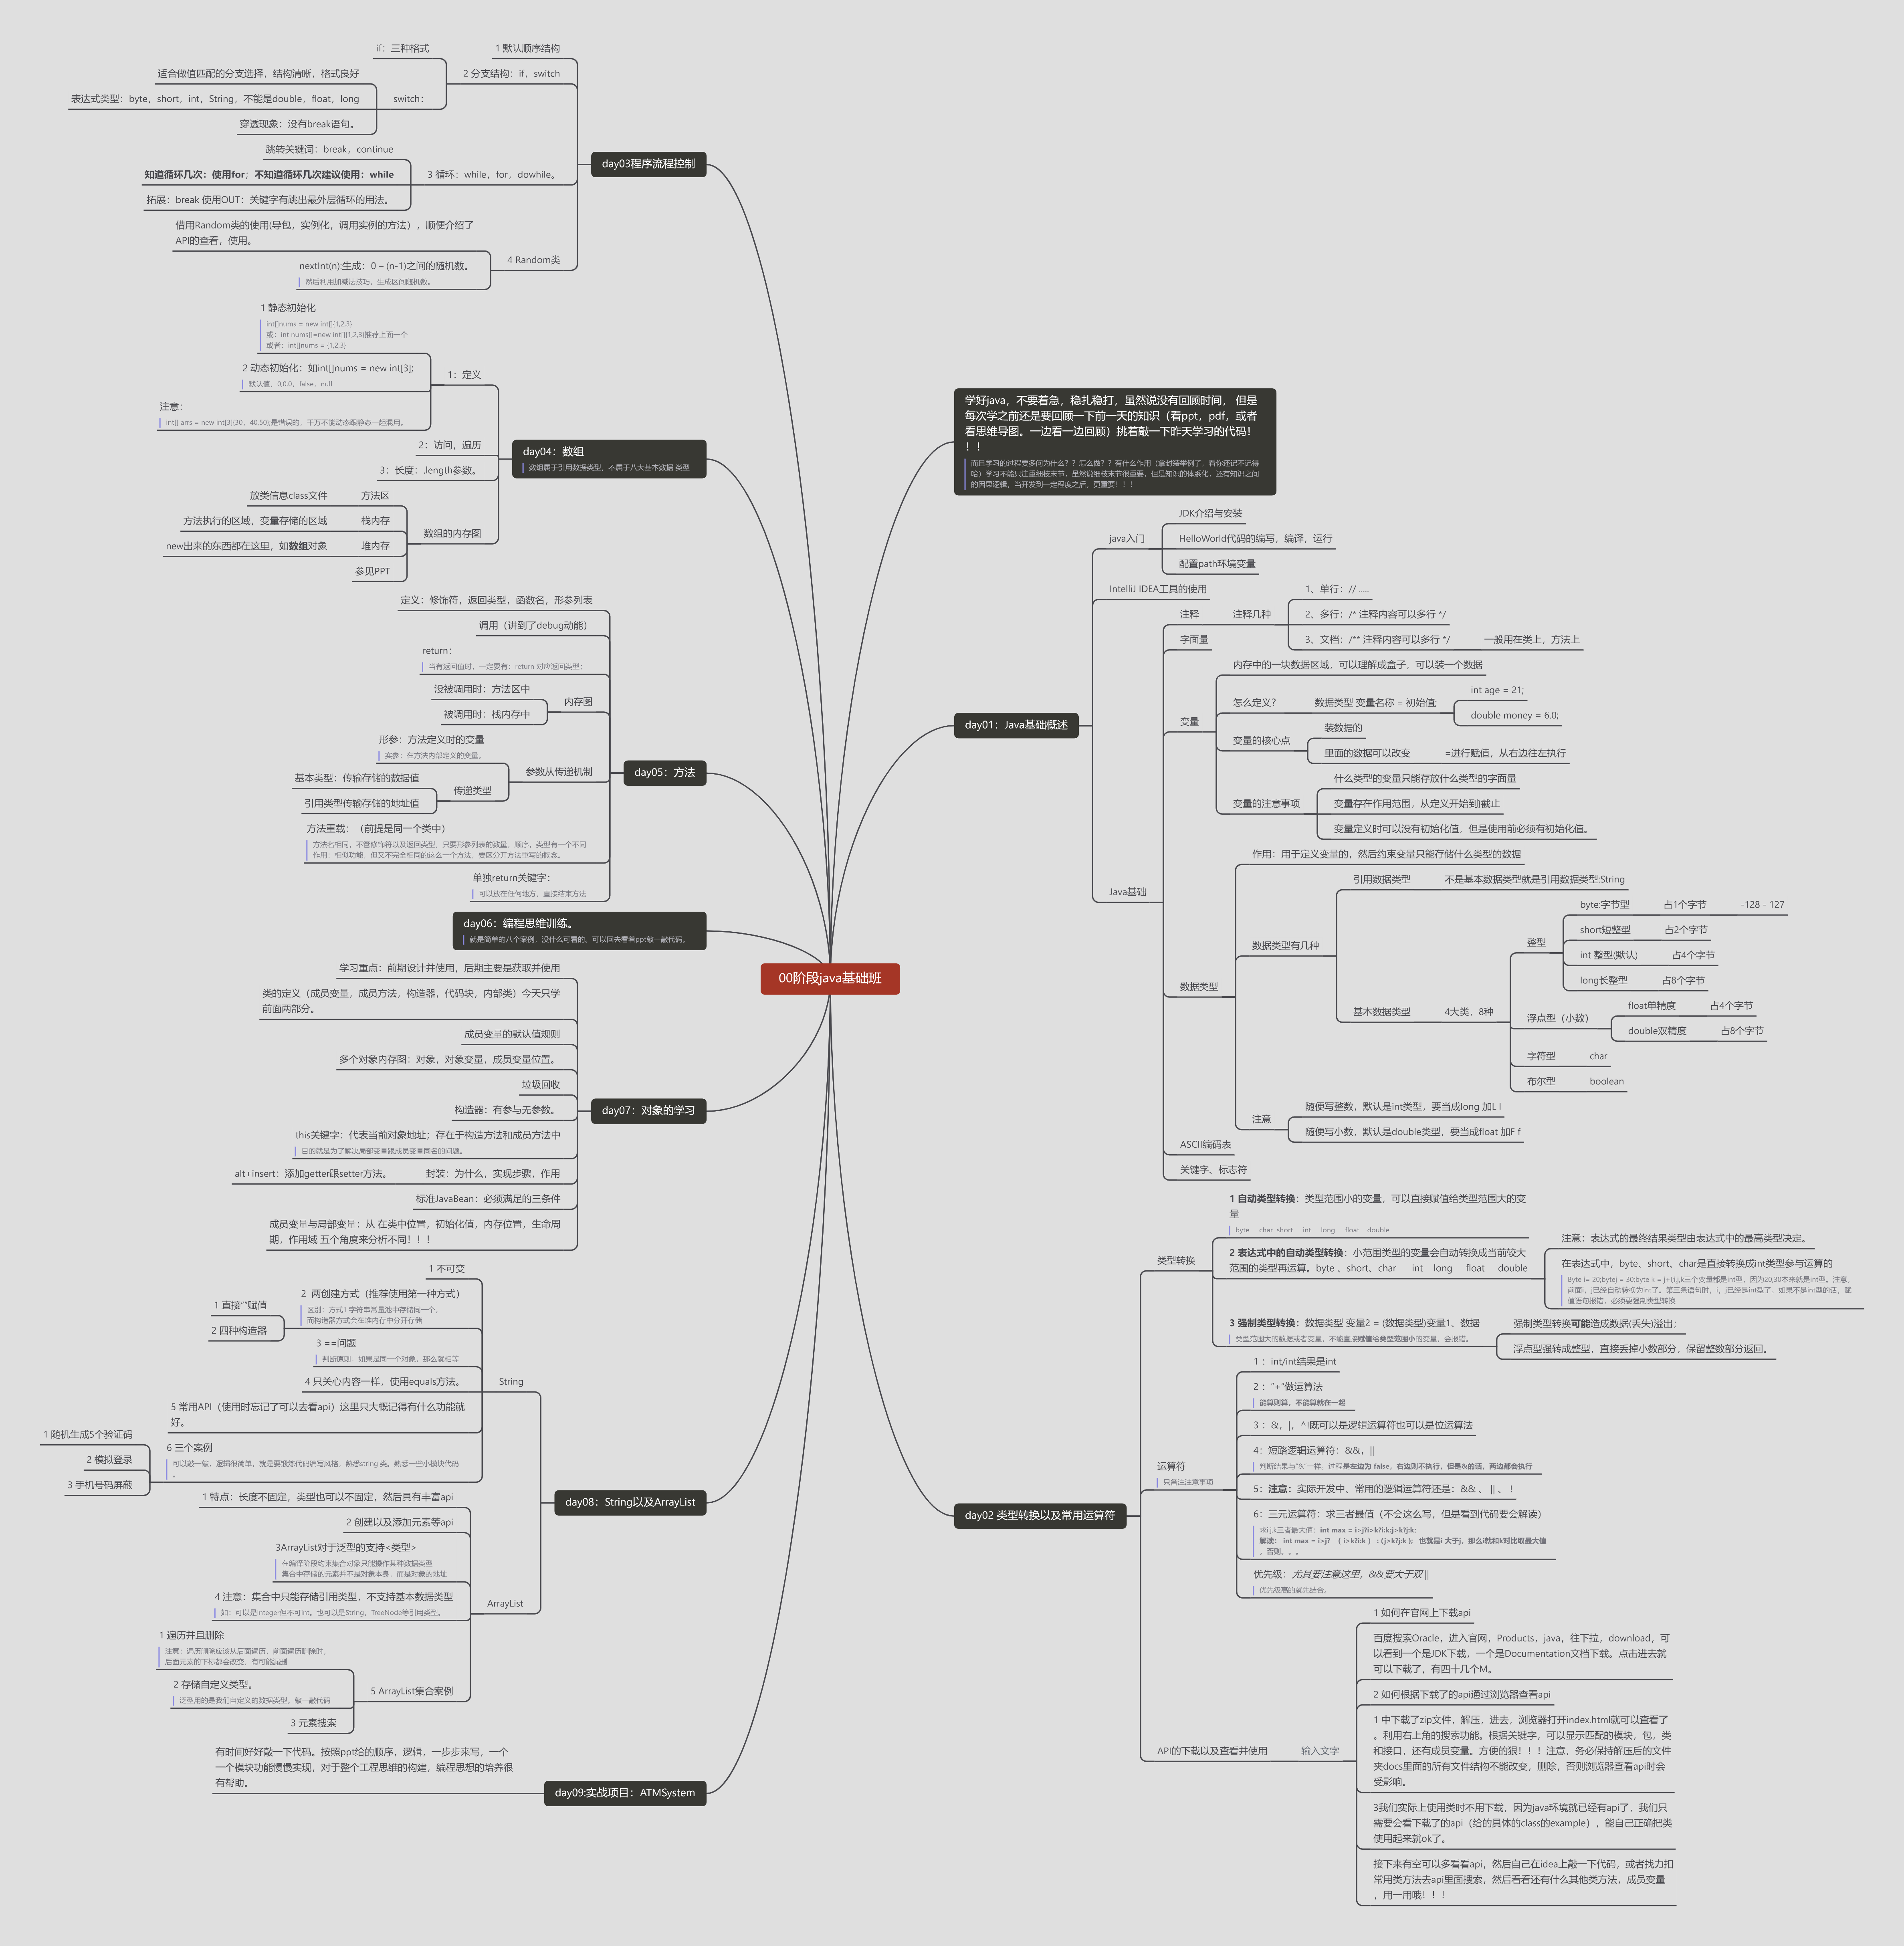 00阶段java基础班
学好java，不要着急，稳扎稳打，虽然说没有回顾时间， 但是
每次学之前还是要回顾一下前一天的知识（看ppt，pdf，或者
看思维导图。一边看一边回顾）挑着敲一下昨天学习的代码！
！！
而且学习的过程要多问为什么？？怎么做？？有什么作用（拿封装举例子，看你还记不记得
哈）学习不能只注重细枝末节，虽然说细枝末节很重要，但是知识的体系化，还有知识之间
的因果逻辑，当开发到一定程度之后，更重要！！！
day01：Java基础概述
java入门
JDK介绍与安装
HelloWorld代码的编写，编译，运行
配置path环境变量
IntelliJ IDEA工具的使用
Java基础
注释
注释几种
1、单行：// .....
2、多行：/* 注释内容可以多行 */
3、文档：/** 注释内容可以多行 */
一般用在类上，方法上
字面量
变量
内存中的一块数据区域，可以理解成盒子，可以装一个数据
怎么定义？
数据类型 变量名称 = 初始值;
int age = 21;
double money = 6.0;
变量的核心点
装数据的
里面的数据可以改变
=进行赋值，从右边往左执行
变量的注意事项
什么类型的变量只能存放什么类型的字面量
变量存在作用范围，从定义开始到}截止
变量定义时可以没有初始化值，但是使用前必须有初始化值。
数据类型
作用：用于定义变量的，然后约束变量只能存储什么类型的数据
数据类型有几种
引用数据类型
不是基本数据类型就是引用数据类型:String
基本数据类型
4大类，8种
整型
byte:字节型
占1个字节
-128 - 127
short短整型
占2个字节
int 整型(默认)
占4个字节
long长整型
占8个字节
浮点型（小数）
float单精度
占4个字节
double双精度
占8个字节
字符型
char
布尔型
boolean
注意
随便写整数，默认是int类型，要当成long 加L l
随便写小数，默认是double类型，要当成float 加F f
ASCII编码表
关键字、标志符
day02 类型转换以及常用运算符
类型转换
1 自动类型转换：类型范围小的变量，可以直接赋值给类型范围大的变
量
byte char short int long float double
2 表达式中的自动类型转换：小范围类型的变量会自动转换成当前较大
范围的类型再运算。byte 、short、char int long float double
注意：表达式的最终结果类型由表达式中的最高类型决定。
在表达式中，byte、short、char是直接转换成int类型参与运算的
Byte i= 20;bytej = 30;byte k = j+I;I,j,k三个变量都是int型，因为20,30本来就是int型。注意，
前面i，j已经自动转换为int了。第三条语句时，i，j已经是int型了。如果不是int型的话，赋
值语句报错，必须要强制类型转换
3 强制类型转换：数据类型 变量2 = (数据类型)变量1、数据
类型范围大的数据或者变量，不能直接赋值给类型范围小的变量，会报错。
强制类型转换可能造成数据(丢失)溢出；
浮点型强转成整型，直接丢掉小数部分，保留整数部分返回。
运算符
只备注注意事项
1 ：int/int结果是int
2 ："+"做运算法
能算则算，不能算就在一起
3 ：&，|，^!既可以是逻辑运算符也可以是位运算法
4：短路逻辑运算符：&&，||
判断结果与"&"一样。过程是左边为 false，右边则不执行，但是&的话，两边都会执行
5：注意：实际开发中、常用的逻辑运算符还是：&& 、 || 、 !
6：三元运算符：求三者最值（不会这么写，但是看到代码要会解读）
求i,j,k三者最大值：int max = i>j?i>k?i:k:j>k?j:k;
解读： int max = i>j? （ i>k?i:k ） : (j>k?j:k ); 也就是i 大于j，那么i就和k对比取最大值
，否则。。。
优先级：尤其要注意这里，&&要大于双 ||
优先级高的就先结合。
API的下载以及查看并使用
输入文字
1 如何在官网上下载api
百度搜索Oracle，进入官网，Products，java，往下拉，download，可
以看到一个是JDK下载，一个是Documentation文档下载。点击进去就
可以下载了，有四十几个M。
2 如何根据下载了的api通过浏览器查看api
1 中下载了zip文件，解压，进去，浏览器打开index.html就可以查看了
。利用右上角的搜索功能。根据关键字，可以显示匹配的模块，包，类
和接口，还有成员变量。方便的狠！！！注意，务必保持解压后的文件
夹docs里面的所有文件结构不能改变，删除，否则浏览器查看api时会
受影响。
3我们实际上使用类时不用下载，因为java环境就已经有api了，我们只
需要会看下载了的api（给的具体的class的example），能自己正确把类
使用起来就ok了。
接下来有空可以多看看api，然后自己在idea上敲一下代码，或者找力扣
常用类方法去api里面搜索，然后看看还有什么其他类方法，成员变量
，用一用哦！！！
day03程序流程控制
1 默认顺序结构
2 分支结构：if，switch
if：三种格式
switch：
适合做值匹配的分支选择，结构清晰，格式良好
表达式类型：byte，short，int，String，不能是double，float，long
穿透现象：没有break语句。
3 循环：while，for，dowhile。
跳转关键词：break，continue
知道循环几次：使用for；不知道循环几次建议使用：while
拓展：break 使用OUT：关键字有跳出最外层循环的用法。
4 Random类
借用Random类的使用(导包，实例化，调用实例的方法），顺便介绍了
API的查看，使用。
nextInt(n):生成：0 – (n-1)之间的随机数。
然后利用加减法技巧，生成区间随机数。
day04：数组
数组属于引用数据类型，不属于八大基本数据 类型
1：定义
1 静态初始化
int[]nums = new int[]{1,2,3}
或：int nums[]=new int[]{1,2,3}推荐上面一个
或者：int[]nums = {1,2,3}
2 动态初始化：如int[]nums = new int[3];
默认值，0,0.0，false，null
注意：
int[] arrs = new int[3]{30，40,50};是错误的，千万不能动态跟静态一起混用。
2：访问，遍历
3：长度：.length参数。
数组的内存图
方法区
放类信息class文件
栈内存
方法执行的区域，变量存储的区域
堆内存
new出来的东西都在这里，如数组对象
参见PPT
day05：方法
定义：修饰符，返回类型，函数名，形参列表
调用（讲到了debug动能）
return：
当有返回值时，一定要有：return 对应返回类型；
内存图
没被调用时：方法区中
被调用时：栈内存中
参数从传递机制
形参：方法定义时的变量
实参：在方法内部定义的变量。
传递类型
基本类型：传输存储的数据值
引用类型传输存储的地址值
方法重载：（前提是同一个类中）
方法名相同，不管修饰符以及返回类型，只要形参列表的数量，顺序，类型有一个不同
作用：相似功能，但又不完全相同的这么一个方法，要区分开方法重写的概念。
单独return关键字：
可以放在任何地方，直接结束方法
day06：编程思维训练。
就是简单的八个案例，没什么可看的。可以回去看着ppt敲一敲代码。
day07：对象的学习
学习重点：前期设计并使用，后期主要是获取并使用
类的定义（成员变量，成员方法，构造器，代码块，内部类）今天只学
前面两部分。
成员变量的默认值规则
多个对象内存图：对象，对象变量，成员变量位置。
垃圾回收
构造器：有参与无参数。
this关键字：代表当前对象地址；存在于构造方法和成员方法中
目的就是为了解决局部变量跟成员变量同名的问题。
封装：为什么，实现步骤，作用
alt+insert：添加getter跟setter方法。
标准JavaBean：必须满足的三条件
成员变量与局部变量：从 在类中位置，初始化值，内存位置，生命周
期，作用域 五个角度来分析不同！！！
day08：String以及ArrayList
String
1 不可变
2 两创建方式（推荐使用第一种方式）
区别：方式1 字符串常量池中存储同一个，
而构造器方式会在堆内存中分开存储
1 直接""赋值
2 四种构造器
3 ==问题
判断原则：如果是同一个对象，那么就相等
4 只关心内容一样，使用equals方法。
5 常用API（使用时忘记了可以去看api）这里只大概记得有什么功能就
好。
6 三个案例
可以敲一敲，逻辑很简单，就是要锻炼代码编写风格，熟悉string类。熟悉一些小模块代码
。
1 随机生成5个验证码
2 模拟登录
3 手机号码屏蔽
ArrayList
1 特点：长度不固定，类型也可以不固定，然后具有丰富api
2 创建以及添加元素等api
3ArrayList对于泛型的支持<类型>
在编译阶段约束集合对象只能操作某种数据类型
集合中存储的元素并不是对象本身，而是对象的地址
4 注意：集合中只能存储引用类型，不支持基本数据类型
如：可以是Integer但不可int。也可以是String，TreeNode等引用类型。
5 ArrayList集合案例
1 遍历并且删除
注意：遍历删除应该从后面遍历，前面遍历删除时，
后面元素的下标都会改变，有可能漏删
2 存储自定义类型。
泛型用的是我们自定义的数据类型。敲一敲代码
3 元素搜索
day09:实战项目：ATMSystem
有时间好好敲一下代码。按照ppt给的顺序，逻辑，一步步来写，一个
一个模块功能慢慢实现，对于整个工程思维的构建，编程思想的培养很
有帮助。